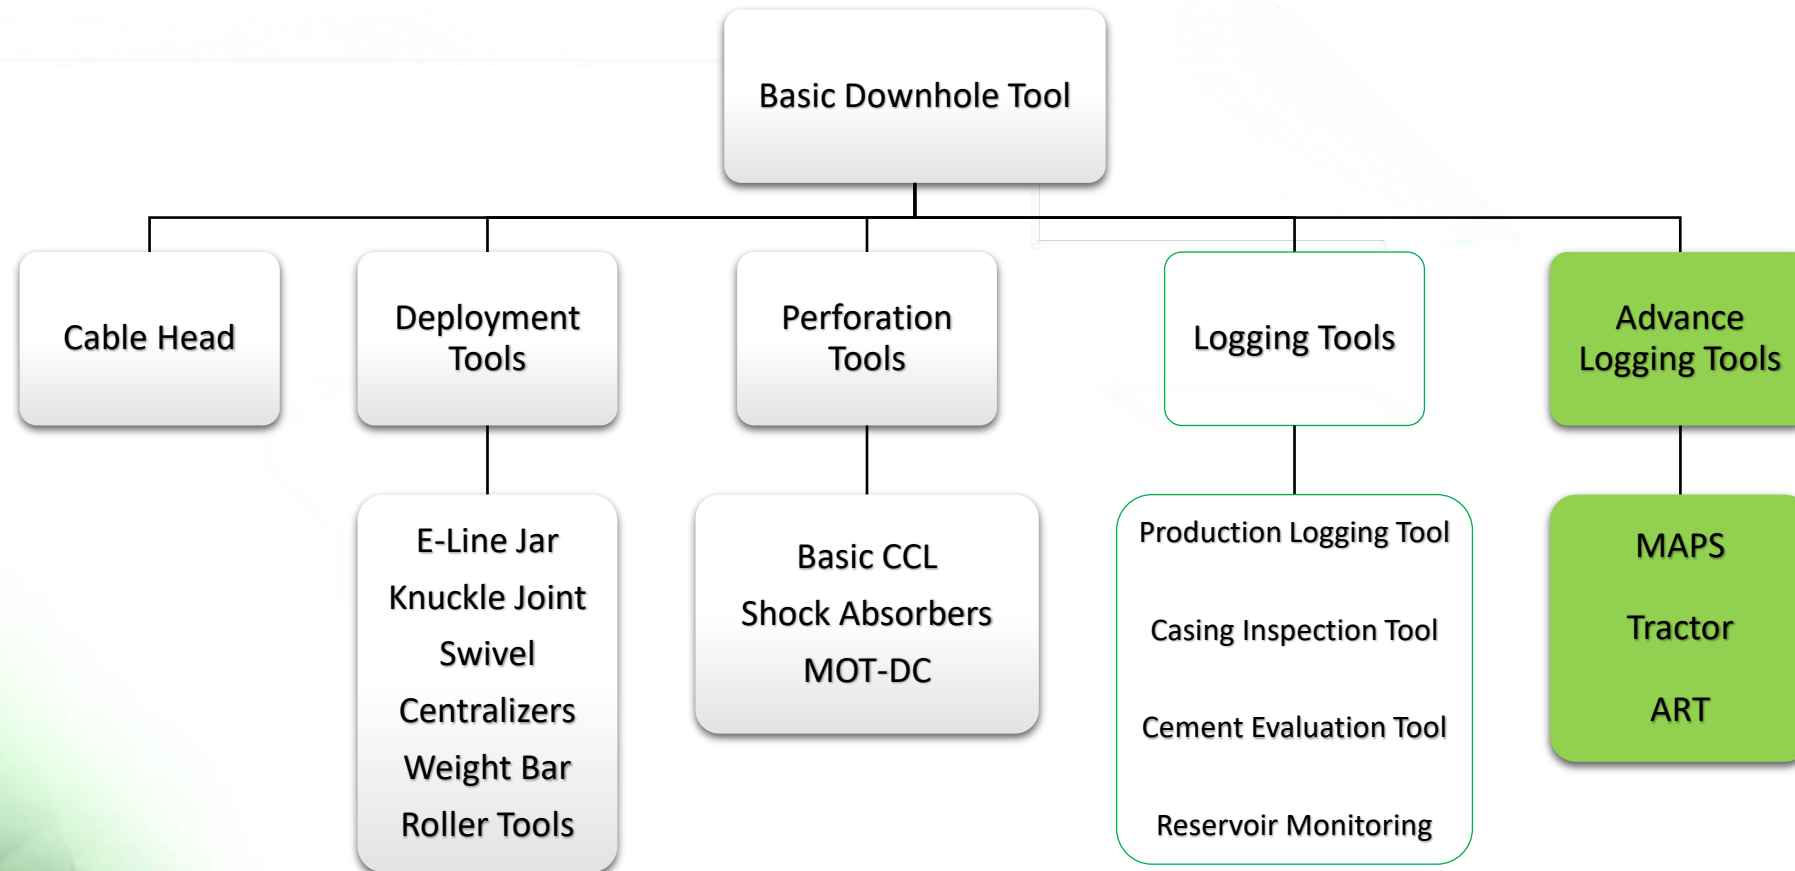 Basic Downhole Tool
Cable Head
Deployment
Tools
Perforation
Tools
Logging Tools
Advance
Logging Tools
E-Line Jar
Knuckle Joint
Swivel
Centralizers
Weight Bar
Roller Tools
Basic CCL
Shock Absorbers
MOT-DC
Production Logging Tool
Casing Inspection Tool
Cement Evaluation Tool
Reservoir Monitoring
MAPS
Tractor
ART